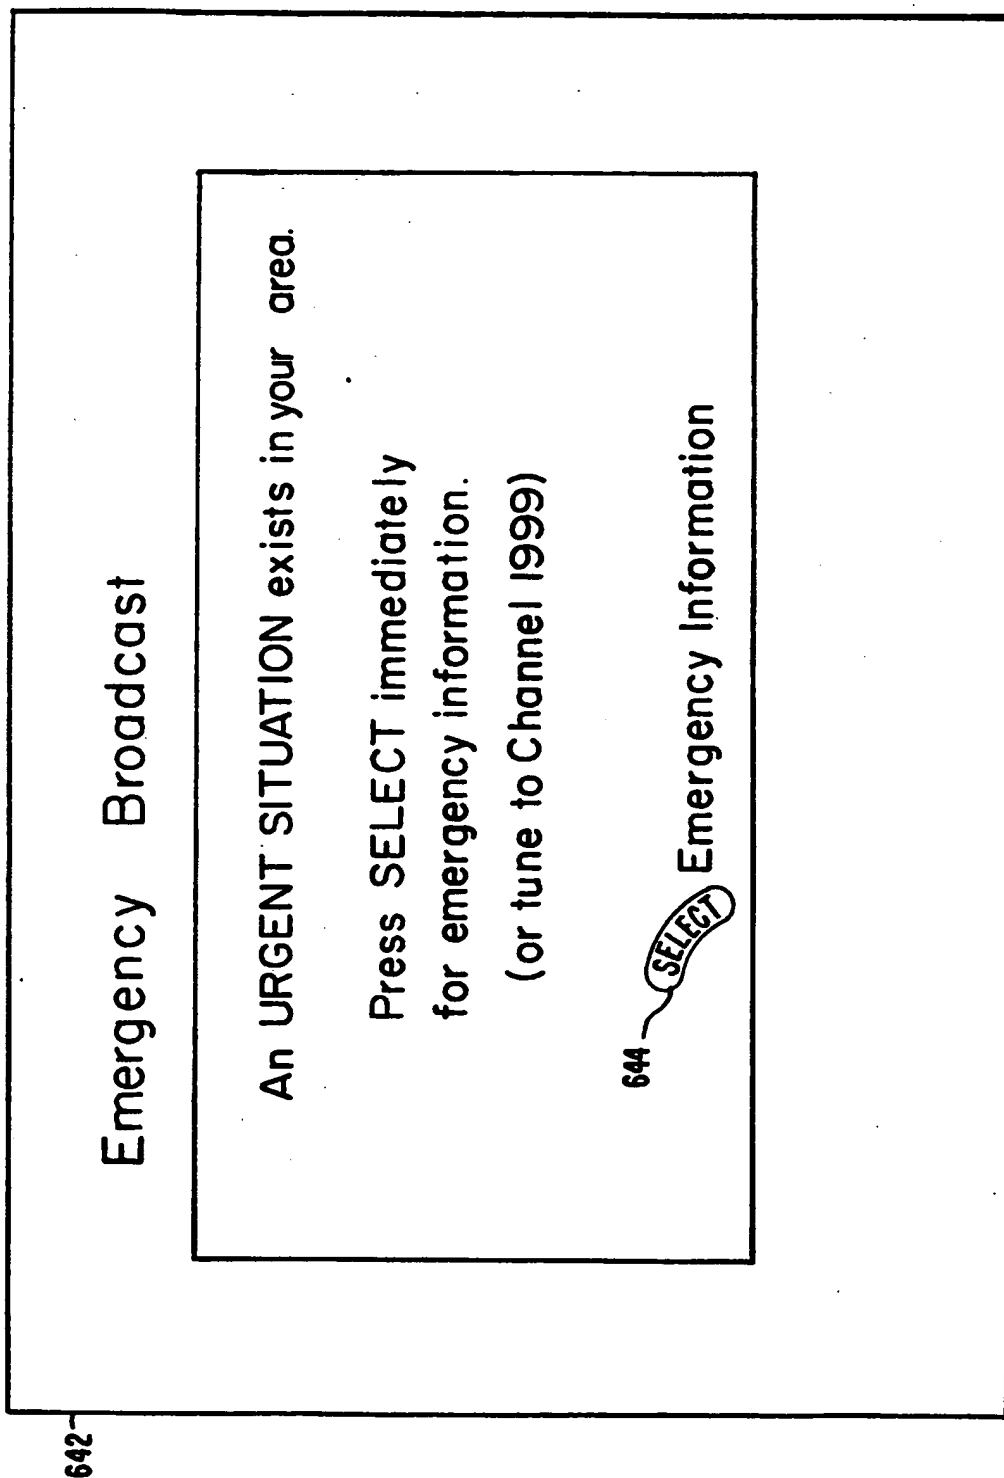 642
Emergency Broadcast
An URGENT SITUATION exists in your area.
Press SELECT immediately
for emergency information.
(or tune to Channel 1999)
644
SELECT Emergency Information